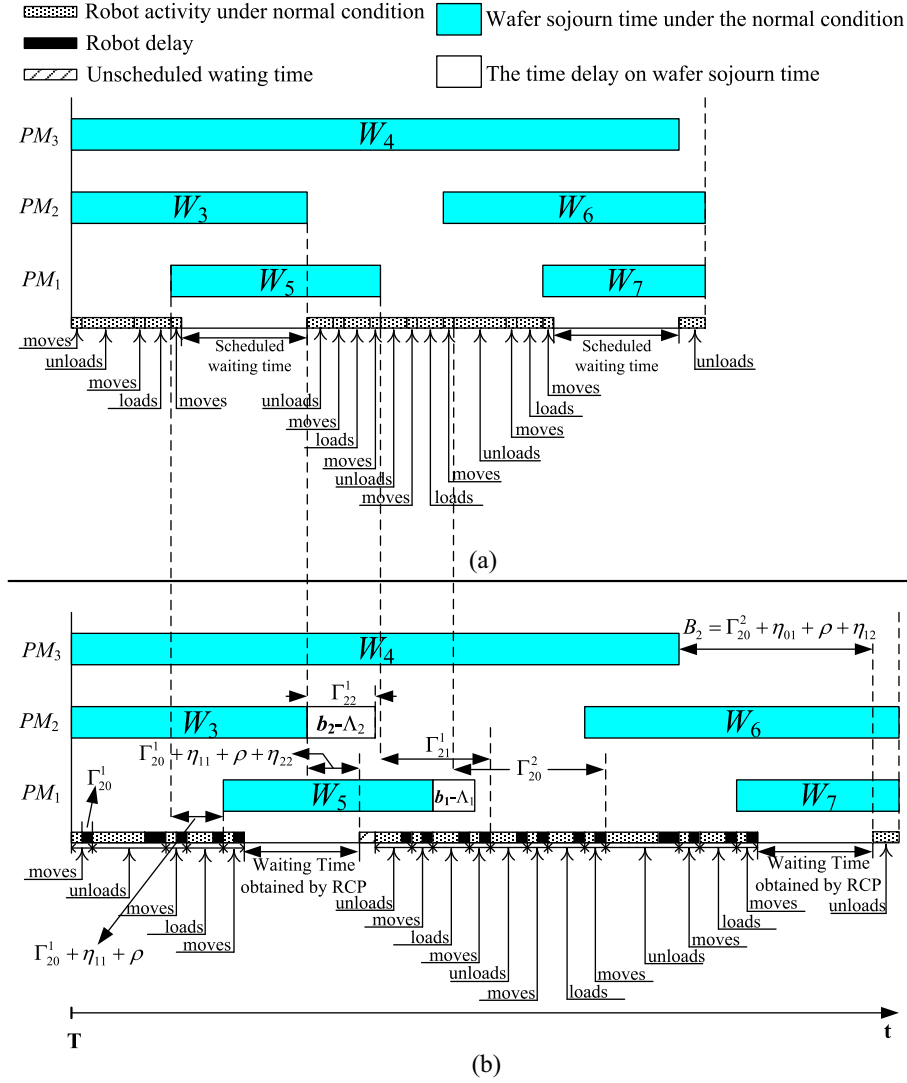 Robot activity under normal condition
Wafer sojourn time under the normal condition
Robot delay
Unscheduled wating time
The time delay on wafer sojourn time
PM3
W4
PM2
W3
W6
PM1
W5
W7
moves
unloads
moves
loads
moves
Scheduled
waiting time
unloads
moves
loads
moves
unloads
moves
loads
moves
unloads
moves
loads
moves
Scheduled
waiting time
unloads
(a)
B₂ = Γ²₂₀ + η₀₁ + ρ + η₁₂
PM3
W4
Γ¹₂₂
PM2
W3
b₂-Λ₂
W6
Γ¹₂₀ + η₁₁ + ρ + η₂₂
Γ¹₂₁
Γ²₂₀
Γ¹₂₀
PM1
W5
b₁-Λ₁
W7
moves
unloads
moves
loads
moves
Γ¹₂₀ + η₁₁ + ρ
Waiting Time
obtained by RCP
unloads
moves
loads
moves
unloads
moves
loads
moves
unloads
moves
loads
moves
Waiting Time
obtained by RCP
unloads
T
t
(b)